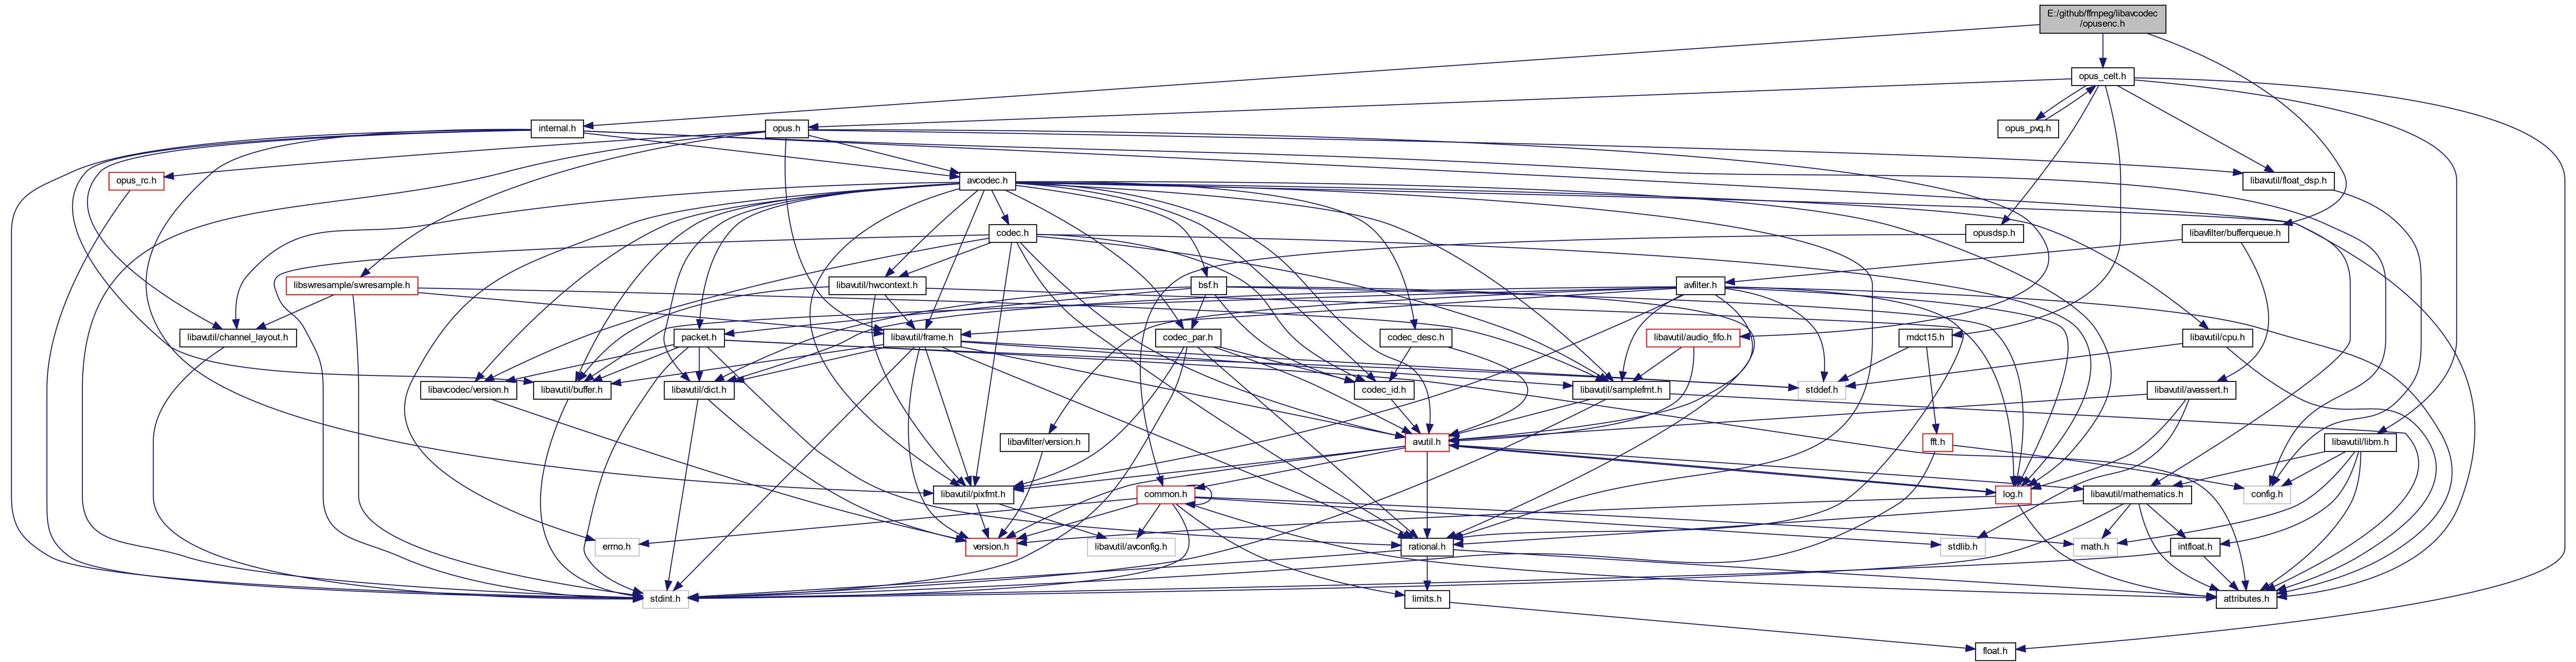 E:/github/ffmpeg/libavcodec
/opusenc.h
opus_celt.h
internal.h
opus.h
opus_pvq.h
opus_rc.h
avcodec.h
libavutil/float_dsp.h
codec.h
opusdsp.h
libavfilter/bufferqueue.h
libswresample/swresample.h
libavutil/hwcontext.h
bsf.h
avfilter.h
libavutil/channel_layout.h
packet.h
libavutil/frame.h
codec_par.h
codec_desc.h
libavutil/audio_fifo.h
mdct15.h
libavutil/cpu.h
libavcodec/version.h
libavutil/buffer.h
libavutil/dict.h
codec_id.h
libavutil/samplefmt.h
stddef.h
libavutil/avassert.h
libavfilter/version.h
avutil.h
fft.h
libavutil/libm.h
libavutil/pixfmt.h
common.h
log.h
libavutil/mathematics.h
config.h
errno.h
version.h
libavutil/avconfig.h
rational.h
stdlib.h
math.h
intfloat.h
stdint.h
limits.h
attributes.h
float.h